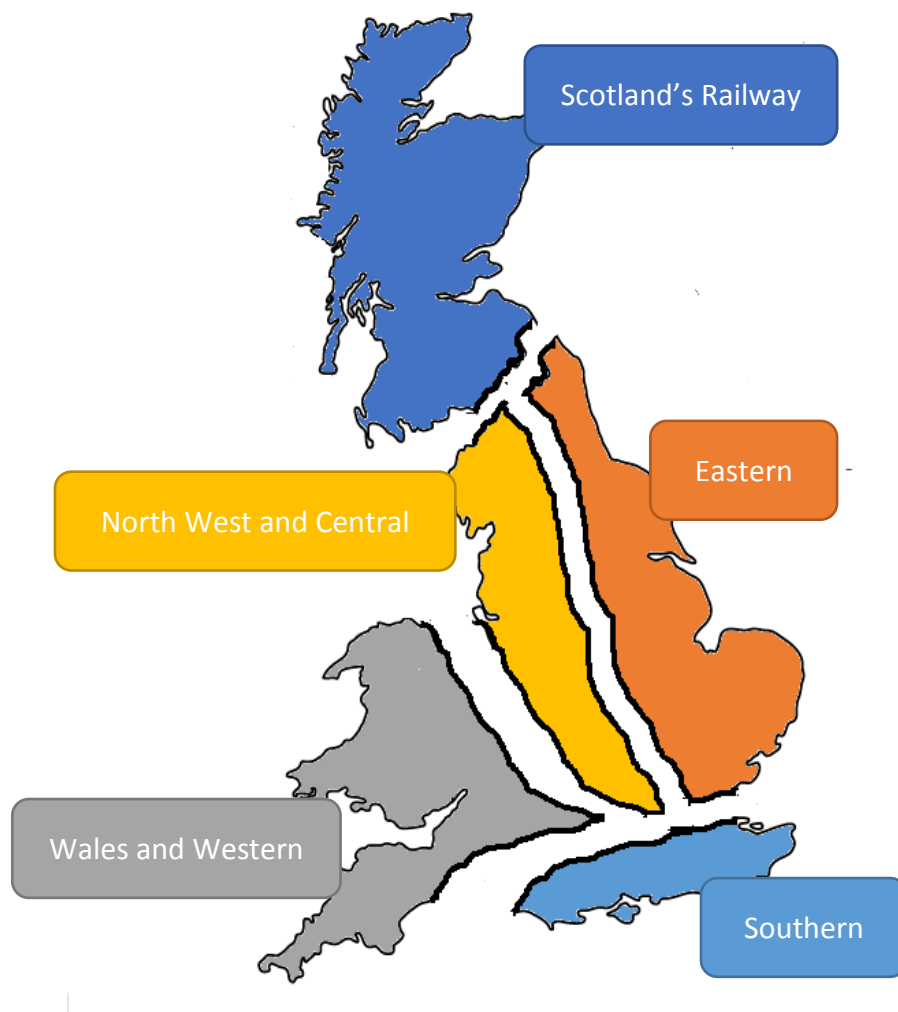 Scotland’s Railway
Eastern
North West and Central
Wales and Western
Southern